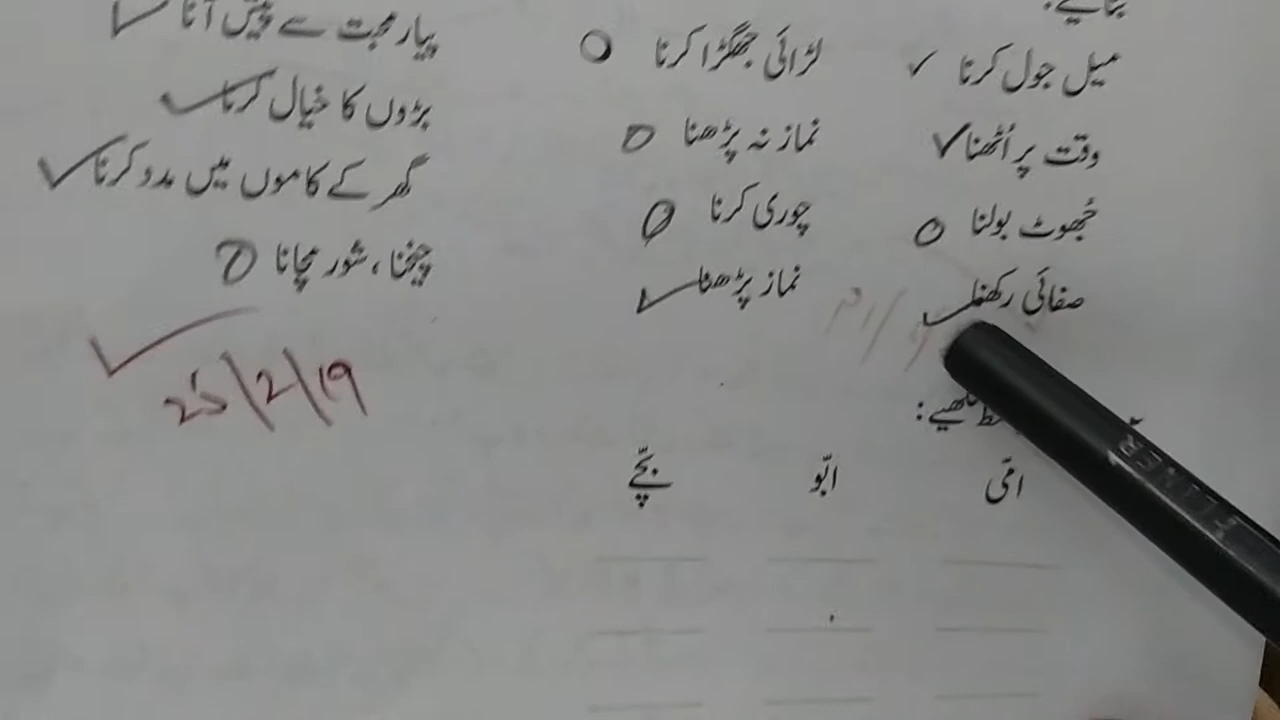 بنائیے:
میل جول کرنا ✓ لڑائی جھگڑا کرنا O پیار محبت سے پیش آنا ✓
وقت پر اُٹھنا ✓ نماز نہ پڑھنا O بڑوں کا خیال کرنا ✓
جُھوٹ بولنا O چوری کرنا O گھر کے کاموں میں مدد کرنا ✓
صفائی رکھنا ✓ نماز پڑھنا ✓ چیخنا، شور مچانا O
25/2/19
لکھیے:
امّی ابّو بچّے